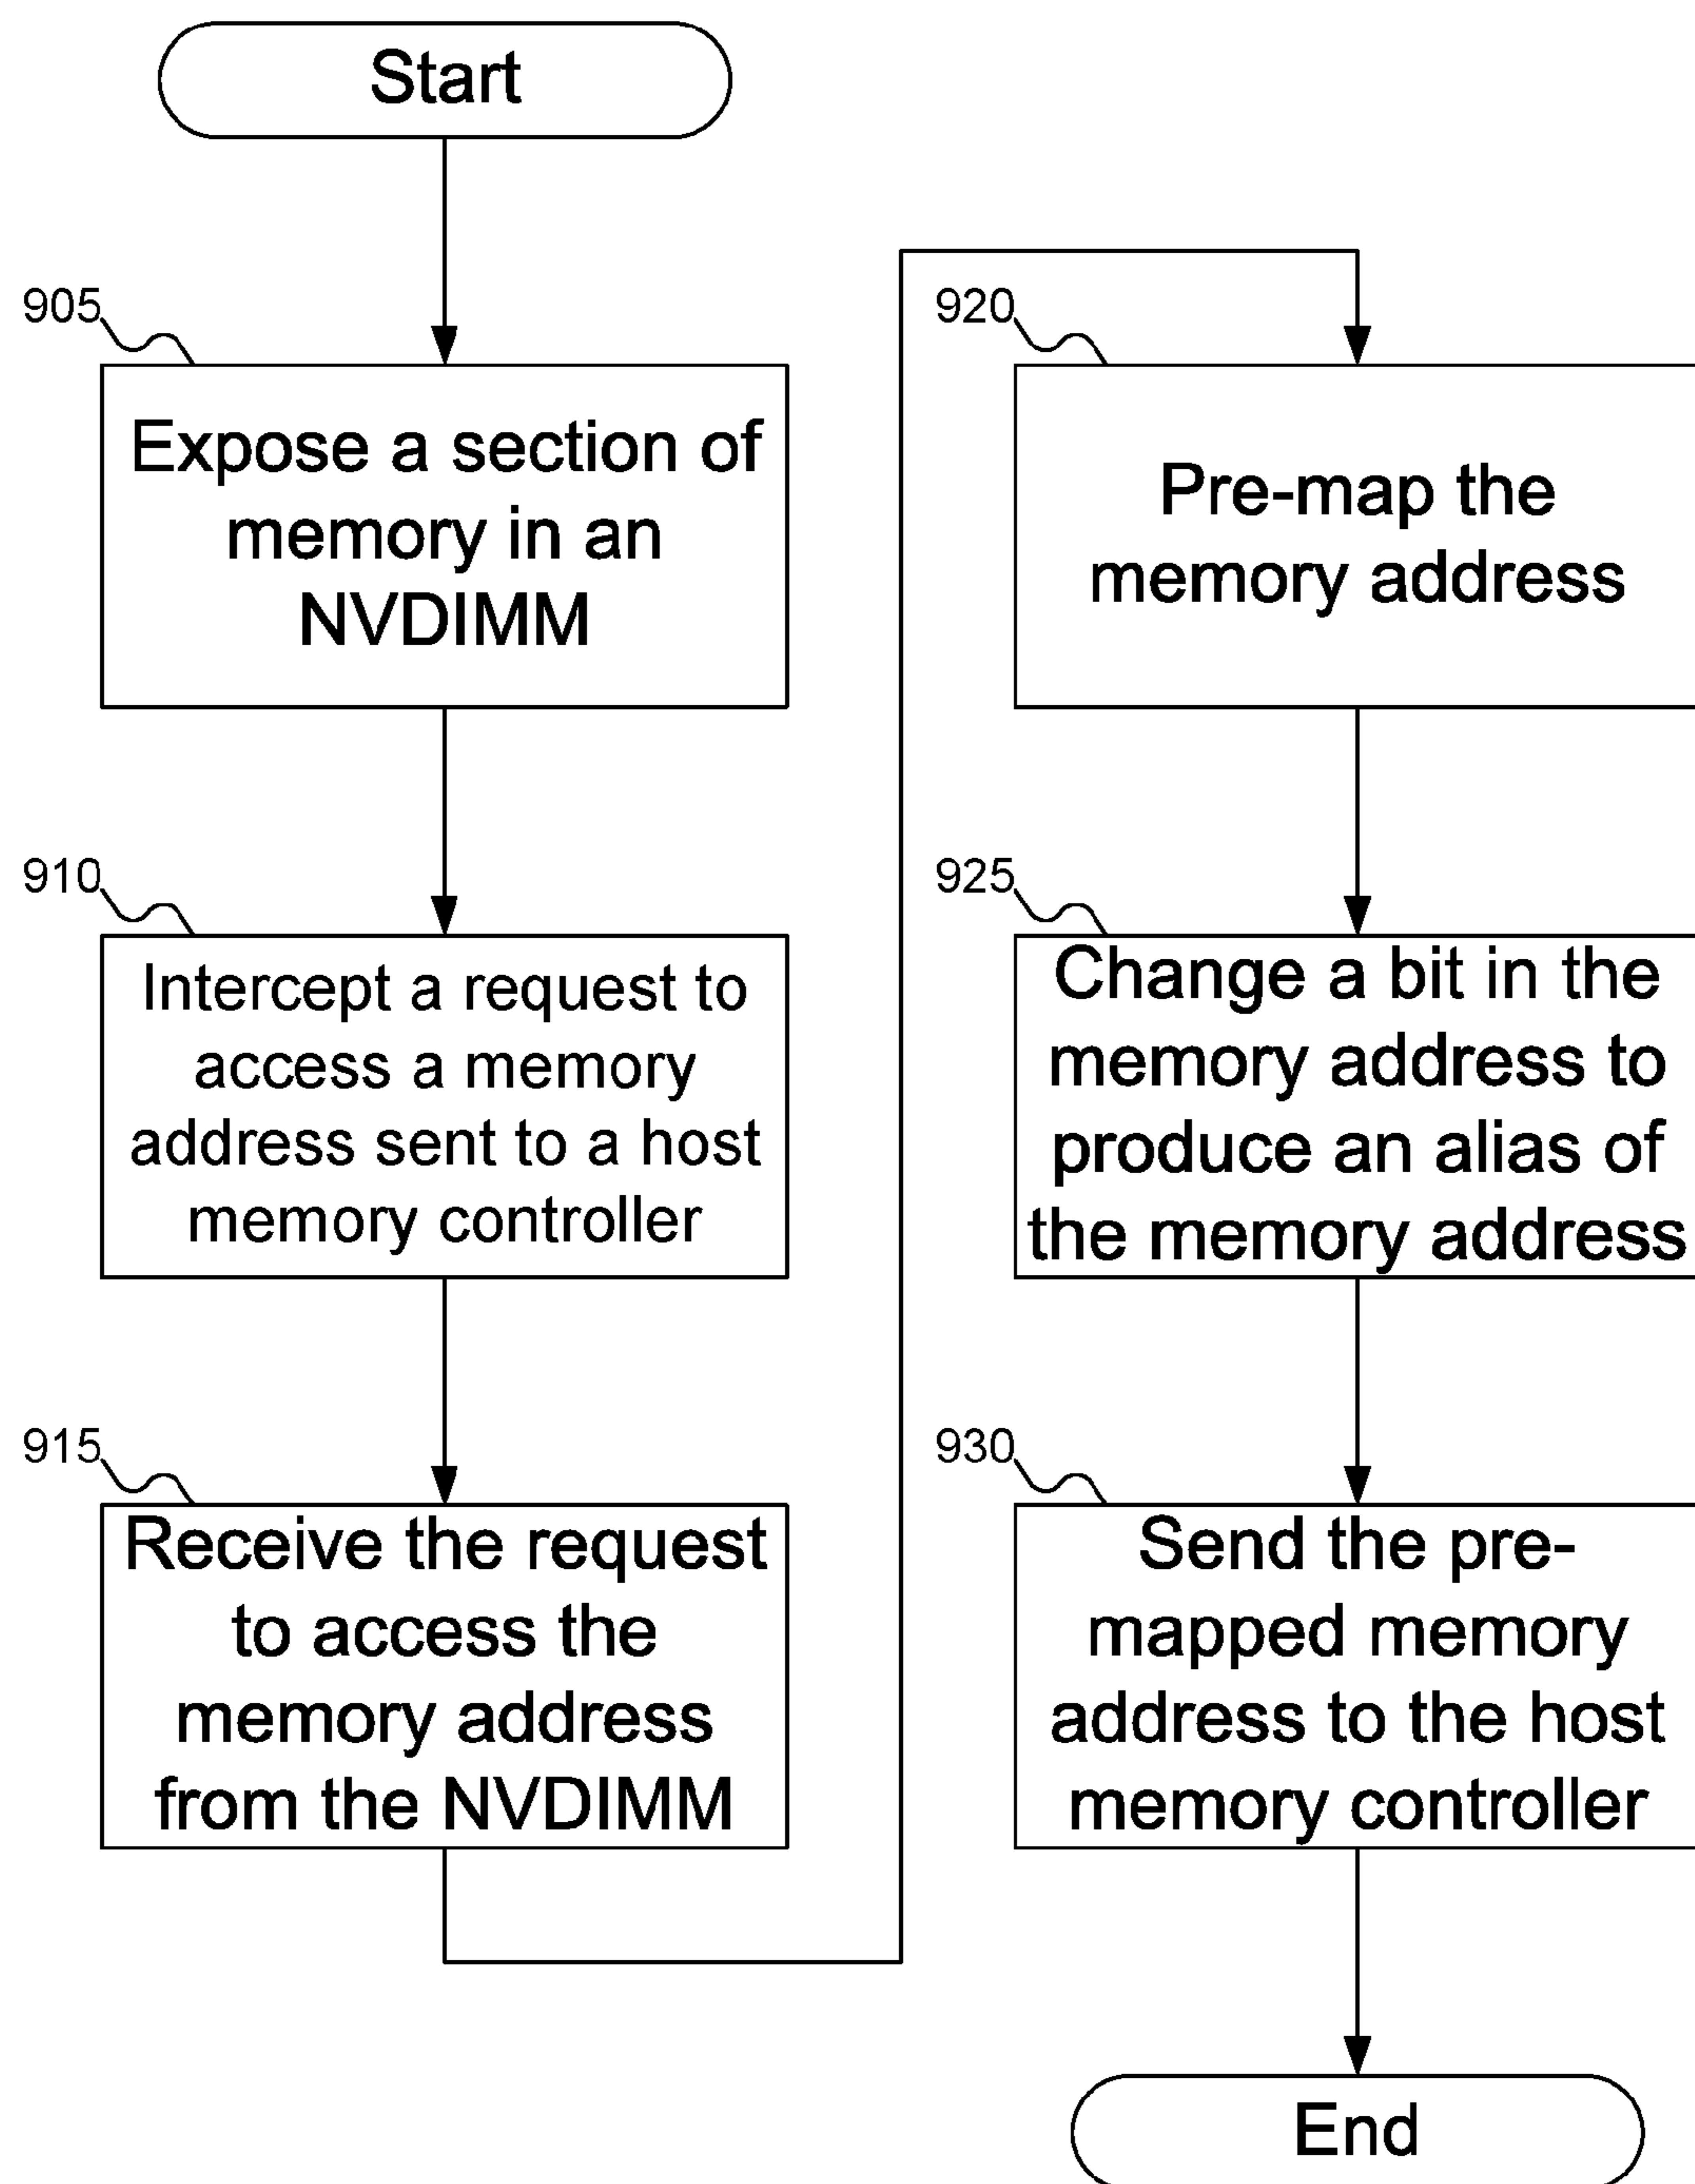 Start
905
Expose a section of
memory in an
NVDIMM
910
Intercept a request to
access a memory
address sent to a host
memory controller
915
Receive the request
to access the
memory address
from the NVDIMM
920
Pre-map the
memory address
925
Change a bit in the
memory address to
produce an alias of
the memory address
930
Send the pre-
mapped memory
address to the host
memory controller
End